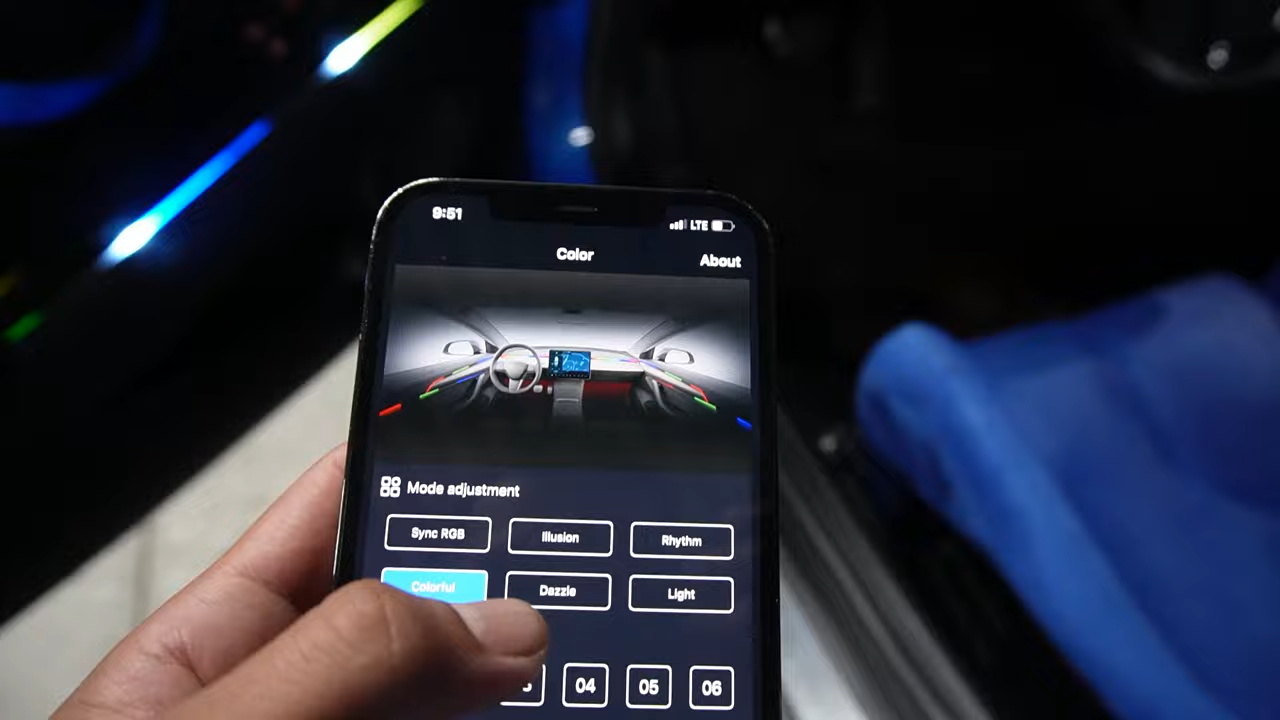 9:51
LTE
Color
About
Mode adjustment
Sync RGB
Illusion
Rhythm
Colorful
Dazzle
Light
04
05
06